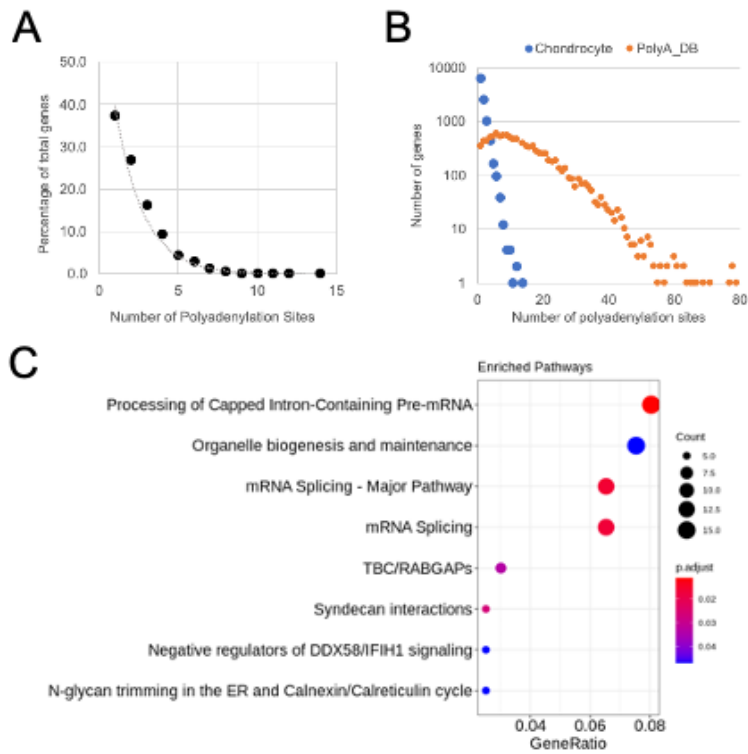 A
50.0
40.0
30.0
20.0
10.0
0.0
Percentage of total genes
0 5 10 15
Number of Polyadenylation Sites
B
Chondrocyte PolyA_DB
10000
1000
100
10
1
Number of genes
0 20 40 60 80
Number of polyadenylation sites
C
Enriched Pathways
Processing of Capped Intron-Containing Pre-mRNA
Organelle biogenesis and maintenance
mRNA Splicing - Major Pathway
mRNA Splicing
TBC/RABGAPs
Syndecan interactions
Negative regulators of DDX58/IFIH1 signaling
N-glycan trimming in the ER and Calnexin/Calreticulin cycle
0.04 0.06 0.08
GeneRatio
Count
5.0
7.5
10.0
12.5
15.0
p.adjust
0.02
0.03
0.04